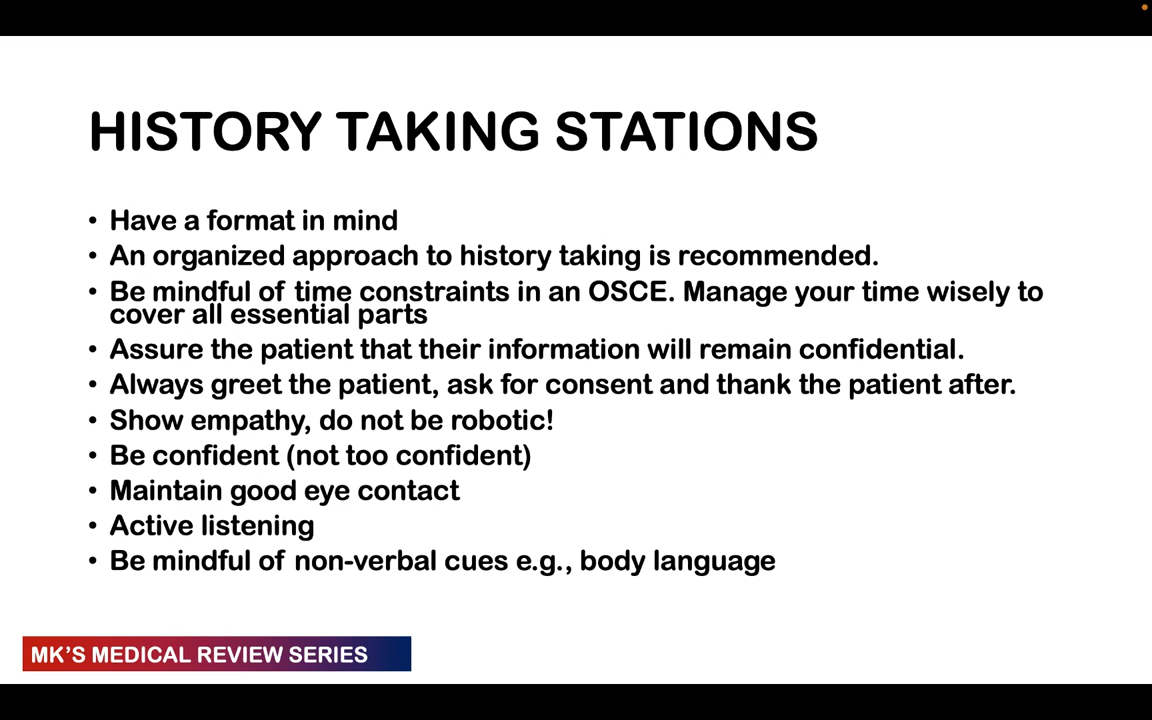 HISTORY TAKING STATIONS
• Have a format in mind
• An organized approach to history taking is recommended.
• Be mindful of time constraints in an OSCE. Manage your time wisely to
cover all essential parts
• Assure the patient that their information will remain confidential.
• Always greet the patient, ask for consent and thank the patient after.
• Show empathy, do not be robotic!
• Be confident (not too confident)
• Maintain good eye contact
• Active listening
• Be mindful of non-verbal cues e.g., body language
MK'S MEDICAL REVIEW SERIES